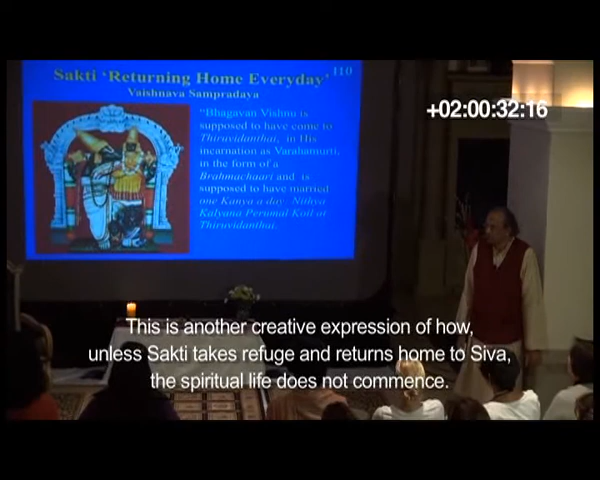 Sakti 'Returning Home Everyday' 110
Vaishnava Sampradaya
+02:00:32:16
"Bhagavan Vishnu is
supposed to have come to
Thiruvidanthai, in His
incarnation as Varahamurti,
in the form of a
Brahmachaari and is
supposed to have married
one Kanya a day Nithya
Kalyana Perumal Koil at
Thiruvidanthai.
This is another creative expression of how,
unless Sakti takes refuge and returns home to Siva,
the spiritual life does not commence.